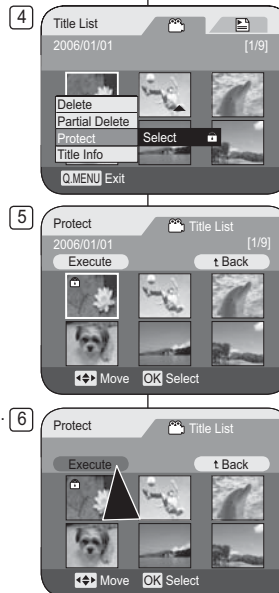 4
Title List
2006/01/01 [1/9]
Delete
Partial Delete
Protect Select
Title Info
Q.MENU Exit
5
Protect Title List
2006/01/01 [1/9]
Execute Back
Move OK Select
6
Protect Title List
Execute Back
Move OK Select